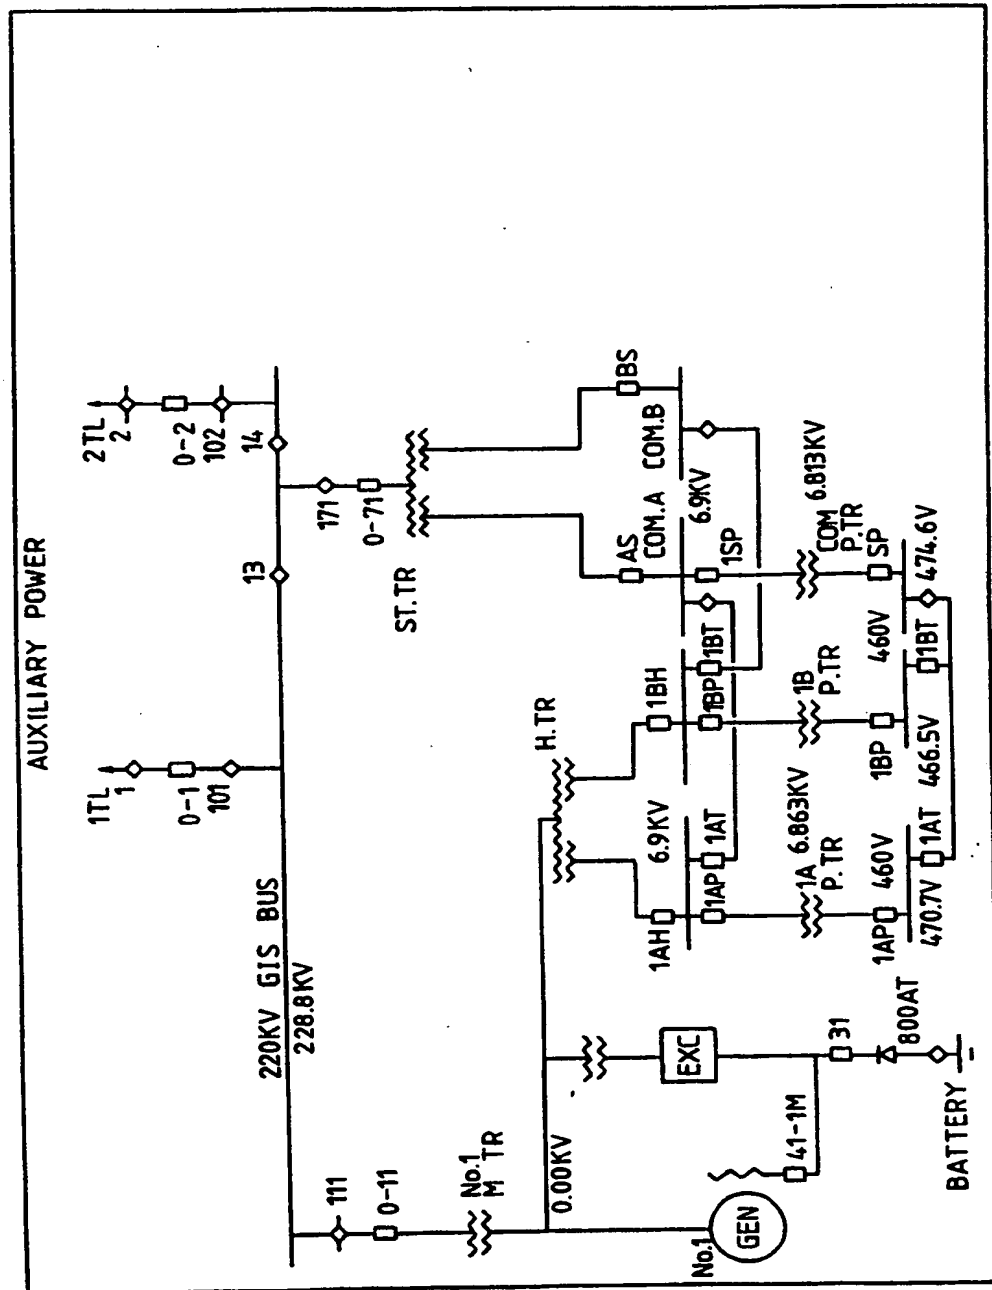 AUXILIARY POWER
1TL
1
0-1
101
2TL
2
0-2
102
220KV GIS BUS
228.8KV
13
14
171
0-71
ST.TR
111
0-11
No.1
M TR
H.TR
0.00KV
No.1
GEN
EXC
41-1M
31
800AT
BATTERY
1AH
6.9KV
1BH
AS
COM.A
COM.B
BS
6.9KV
1AP
1AT
1BP
1BT
1SP
1A 6.863KV
P.TR
1B
P.TR
COM 6.813KV
P.TR
1AP
460V
1BP
460V
SP
470.7V
1AT
466.5V
1BT
474.6V